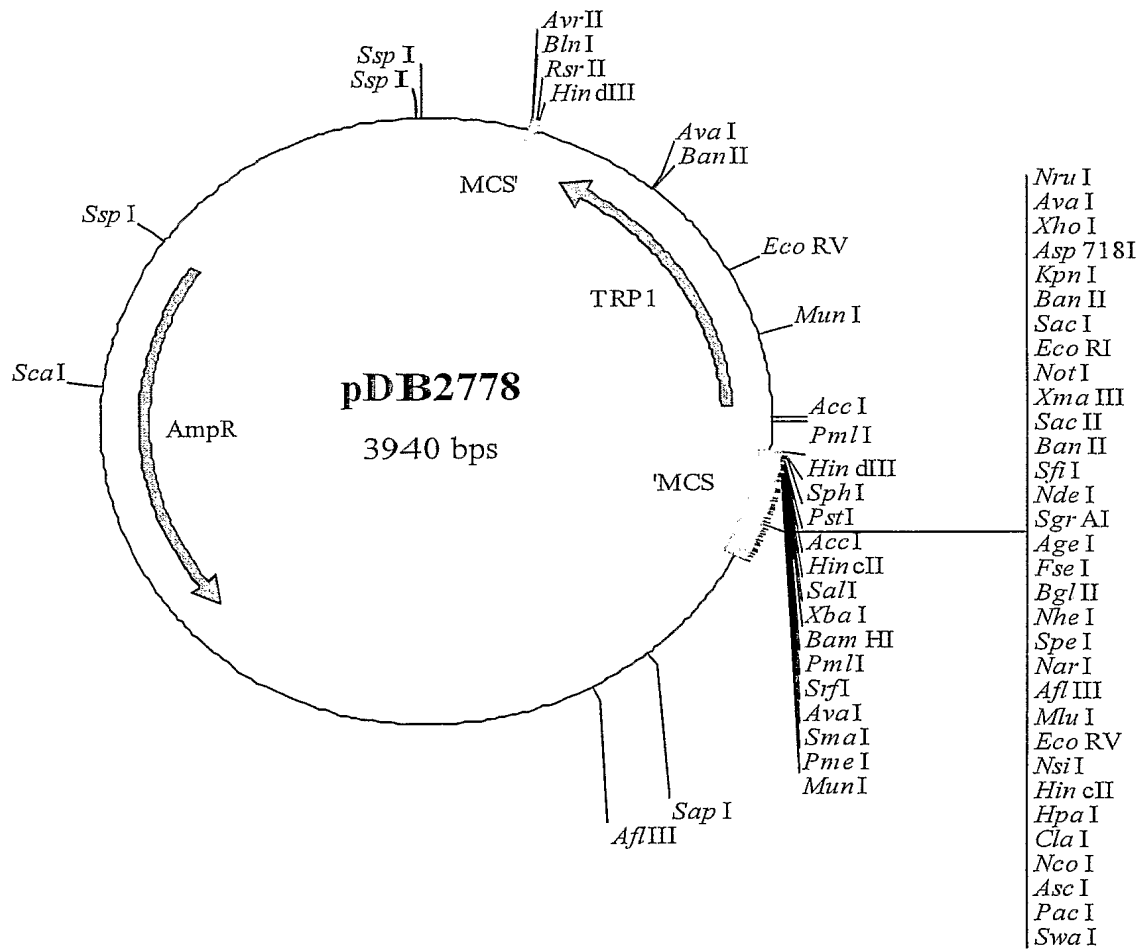 Ssp I
Ssp I
Avr II
Bln I
Rsr II
Hin dIII
Ava I
Ban II
MCS'
Ssp I
Eco RV
TRP1
Mun I
Sca I
pDB2778
3940 bps
AmpR
Acc I
Pml I
'MCS
Hin dIII
Sph I
Pst I
Acc I
Hin cII
Sal I
Xba I
Bam HI
Pml I
Srf I
Ava I
Sma I
Pme I
Mun I
Sap I
Afl III
Nru I
Ava I
Xho I
Asp 718I
Kpn I
Ban II
Sac I
Eco RI
Not I
Xma III
Sac II
Ban II
Sfi I
Nde I
Sgr AI
Age I
Fse I
Bgl II
Nhe I
Spe I
Nar I
Afl III
Mlu I
Eco RV
Nsi I
Hin cII
Hpa I
Cla I
Nco I
Asc I
Pac I
Swa I